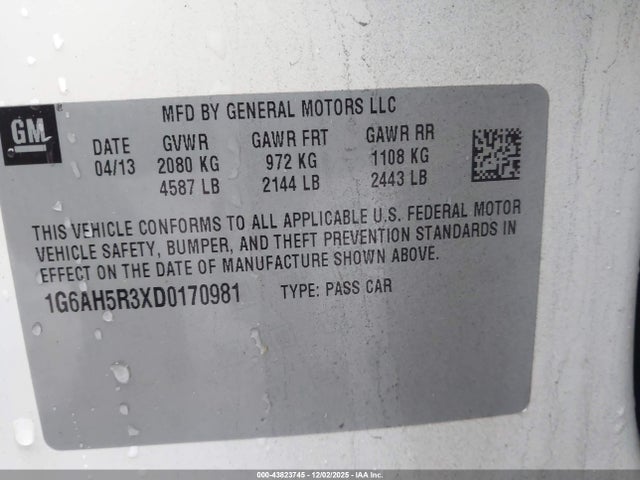 MFD BY GENERAL MOTORS LLC
GM
DATE GVWR GAWR FRT GAWR RR
04/13 2080 KG 972 KG 1108 KG
4587 LB 2144 LB 2443 LB
THIS VEHICLE CONFORMS TO ALL APPLICABLE U.S. FEDERAL MOTOR
VEHICLE SAFETY, BUMPER, AND THEFT PREVENTION STANDARDS IN
EFFECT ON THE DATE OF MANUFACTURE SHOWN ABOVE.
1G6AH5R3XD0170981 TYPE: PASS CAR
000-43823745 - 12/02/2025 - IAA Inc.